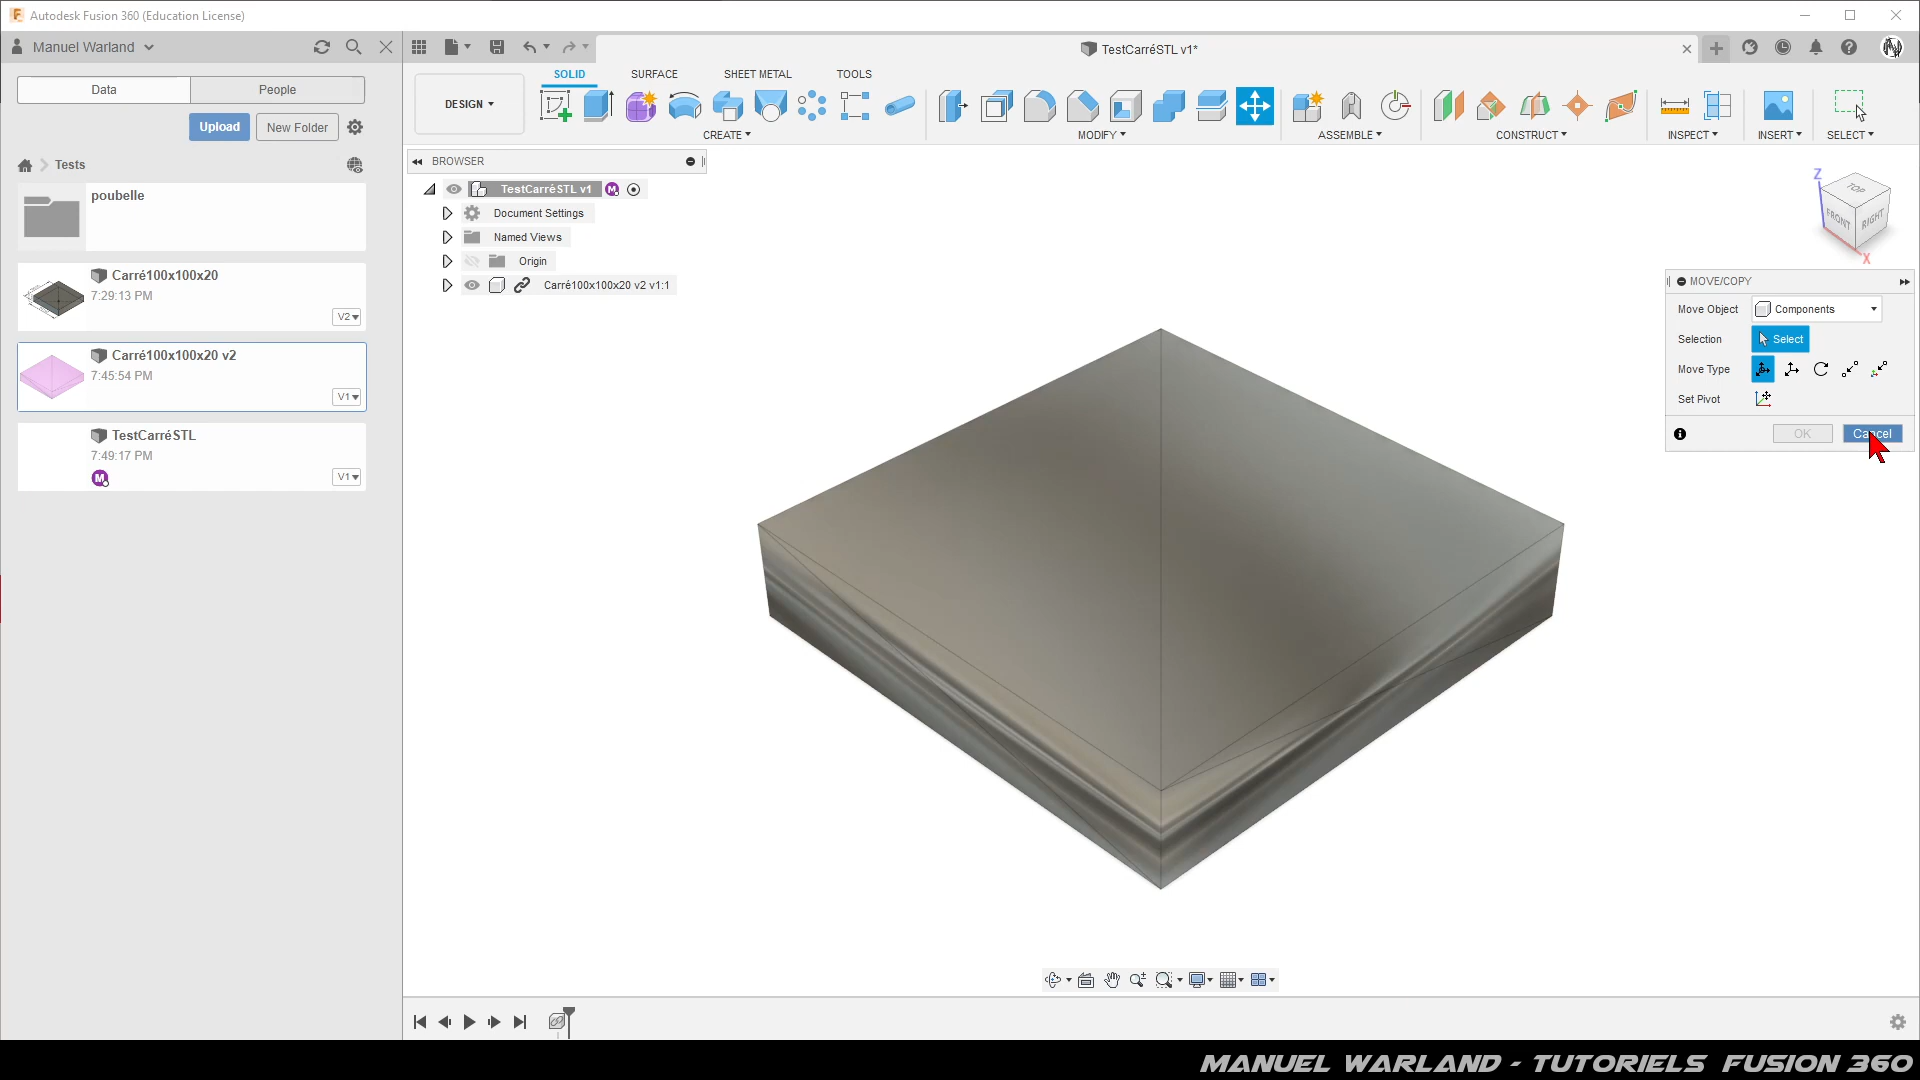 Autodesk Fusion 360 (Education License)
Manuel Warland
TestCarréSTL v1*
Data
People
Upload
New Folder
Tests
poubelle
Carré100x100x20
7:29:13 PM
V2
Carré100x100x20 v2
7:45:54 PM
V1
TestCarréSTL
7:49:17 PM
M
V1
SOLID
SURFACE
SHEET METAL
TOOLS
DESIGN
CREATE
MODIFY
ASSEMBLE
CONSTRUCT
INSPECT
INSERT
SELECT
BROWSER
TestCarréSTL v1
M
Document Settings
Named Views
Origin
Carré100x100x20 v2 v1:1
Z
TOP
FRONT
RIGHT
X
MOVE/COPY
Move Object
Components
Selection
Select
Move Type
Set Pivot
OK
Cancel
MANUEL WARLAND - TUTORIELS FUSION 360